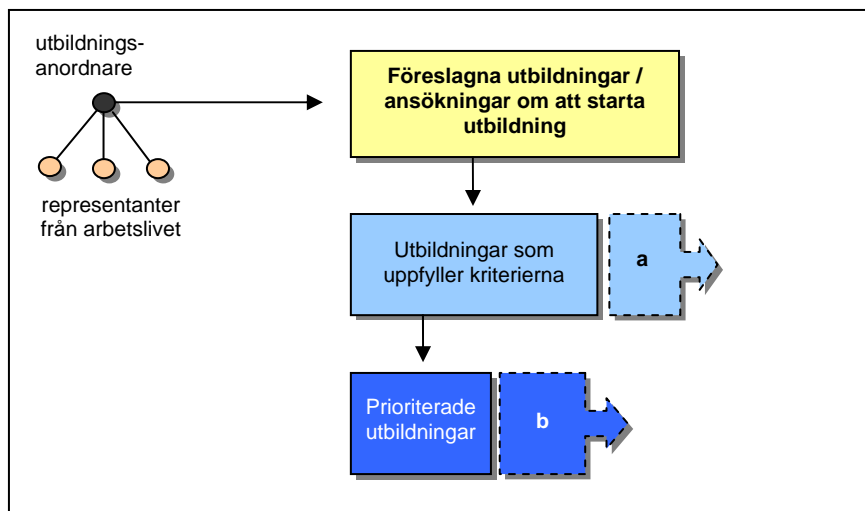 utbildnings-
anordnare
Föreslagna utbildningar /
ansökningar om att starta
utbildning
representanter
från arbetslivet
Utbildningar som
uppfyller kriterierna
a
Prioriterade
utbildningar
b